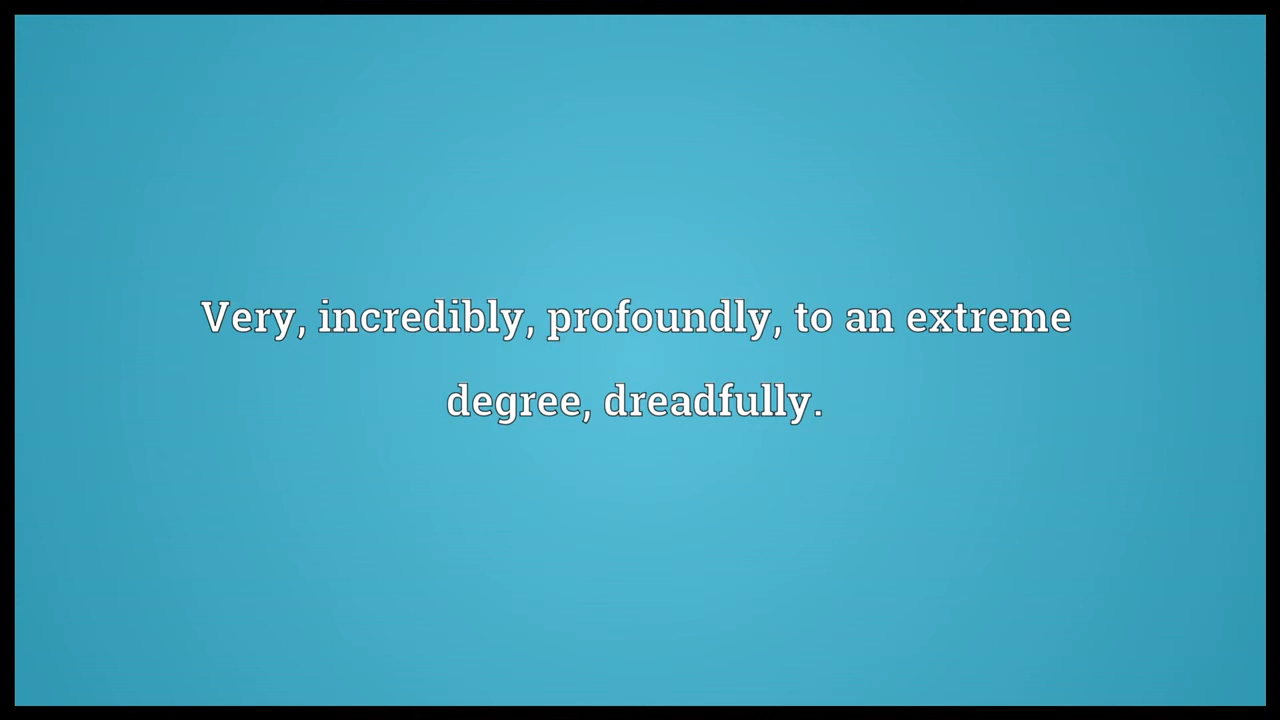 Very, incredibly, profoundly, to an extreme
degree, dreadfully.